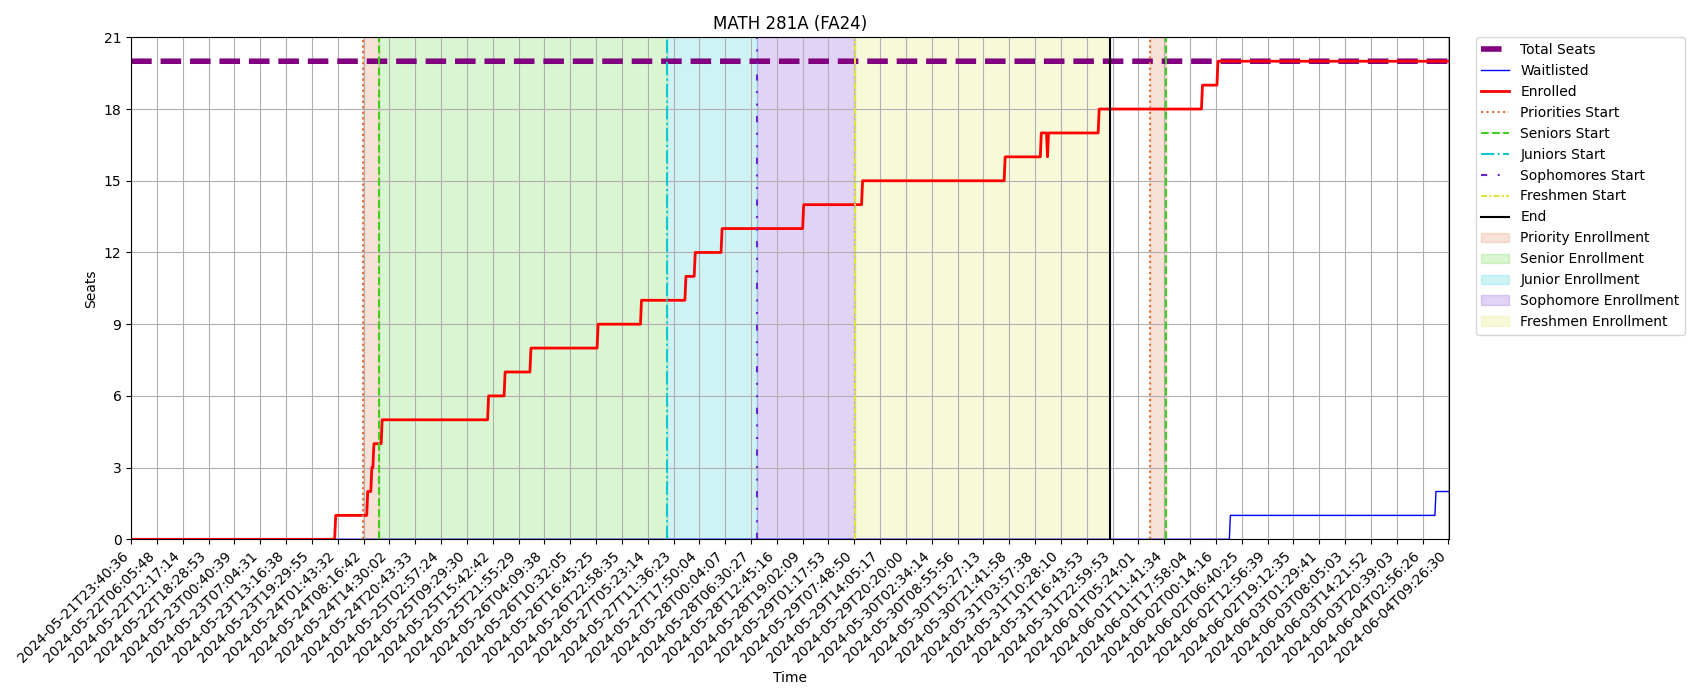 MATH 281A (FA24)
21
18
15
12
9
6
3
0
Seats
2024-05-21T23:40:36
2024-05-22T06:05:48
2024-05-22T12:17:14
2024-05-22T18:28:53
2024-05-23T00:40:39
2024-05-23T07:04:31
2024-05-23T13:16:38
2024-05-23T19:29:55
2024-05-24T01:43:32
2024-05-24T08:16:42
2024-05-24T14:30:02
2024-05-24T20:43:33
2024-05-25T02:57:24
2024-05-25T09:29:30
2024-05-25T15:42:42
2024-05-25T21:55:29
2024-05-26T04:09:38
2024-05-26T10:32:05
2024-05-26T16:45:25
2024-05-26T22:58:35
2024-05-27T05:23:14
2024-05-27T11:36:23
2024-05-27T17:50:04
2024-05-28T00:04:07
2024-05-28T06:30:27
2024-05-28T12:45:16
2024-05-28T19:02:09
2024-05-29T01:17:53
2024-05-29T07:48:50
2024-05-29T14:05:17
2024-05-29T20:20:00
2024-05-30T02:34:14
2024-05-30T08:55:56
2024-05-30T15:27:13
2024-05-30T21:41:58
2024-05-31T03:57:38
2024-05-31T10:28:10
2024-05-31T16:43:53
2024-05-31T22:59:53
2024-06-01T05:24:01
2024-06-01T11:41:34
2024-06-01T17:58:04
2024-06-02T00:14:16
2024-06-02T06:40:25
2024-06-02T12:56:39
2024-06-02T19:12:35
2024-06-03T01:29:41
2024-06-03T08:05:03
2024-06-03T14:21:52
2024-06-03T20:39:03
2024-06-04T02:56:26
2024-06-04T09:26:30
Time
Total Seats
Waitlisted
Enrolled
Priorities Start
Seniors Start
Juniors Start
Sophomores Start
Freshmen Start
End
Priority Enrollment
Senior Enrollment
Junior Enrollment
Sophomore Enrollment
Freshmen Enrollment